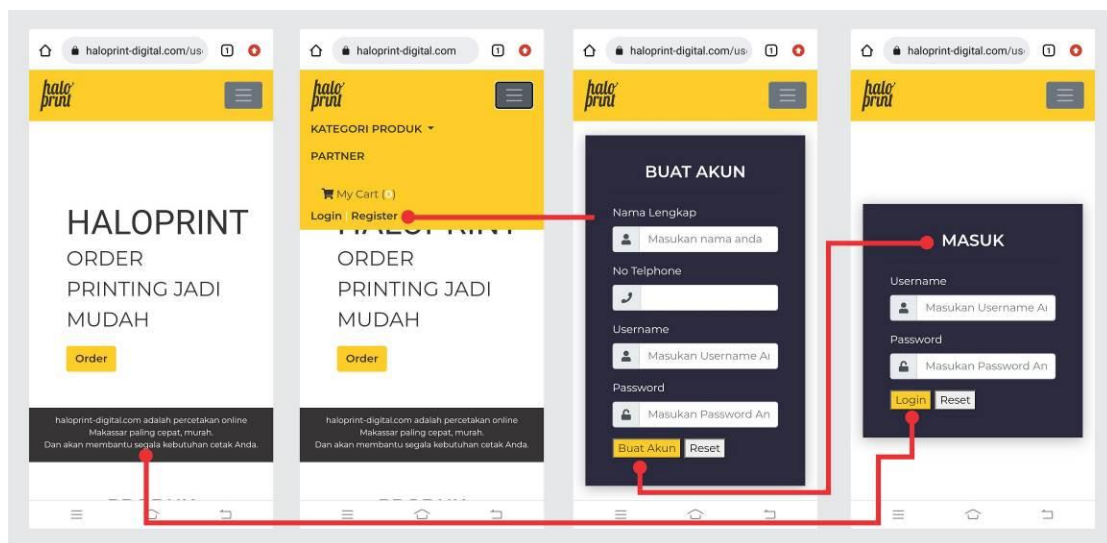 haloprint-digital.com/us
1
halo
print
HALOPRINT
ORDER
PRINTING JADI
MUDAH
Order
haloprint-digital.com adalah percetakan online
Makassar paling cepat, murah.
Dan akan membantu segala kebutuhan cetak Anda.
haloprint-digital.com
1
halo
print
KATEGORI PRODUK
PARTNER
My Cart (0)
Login Register
ORDER
PRINTING JADI
MUDAH
Order
haloprint-digital.com adalah percetakan online
Makassar paling cepat, murah.
Dan akan membantu segala kebutuhan cetak Anda.
haloprint-digital.com/us
1
halo
print
BUAT AKUN
Nama Lengkap
Masukan nama anda
No Telphone
Username
Masukan Username A
Password
Masukan Password An
Buat Akun Reset
haloprint-digital.com/us
1
halo
print
MASUK
Username
Masukan Username A
Password
Masukan Password An
Login Reset